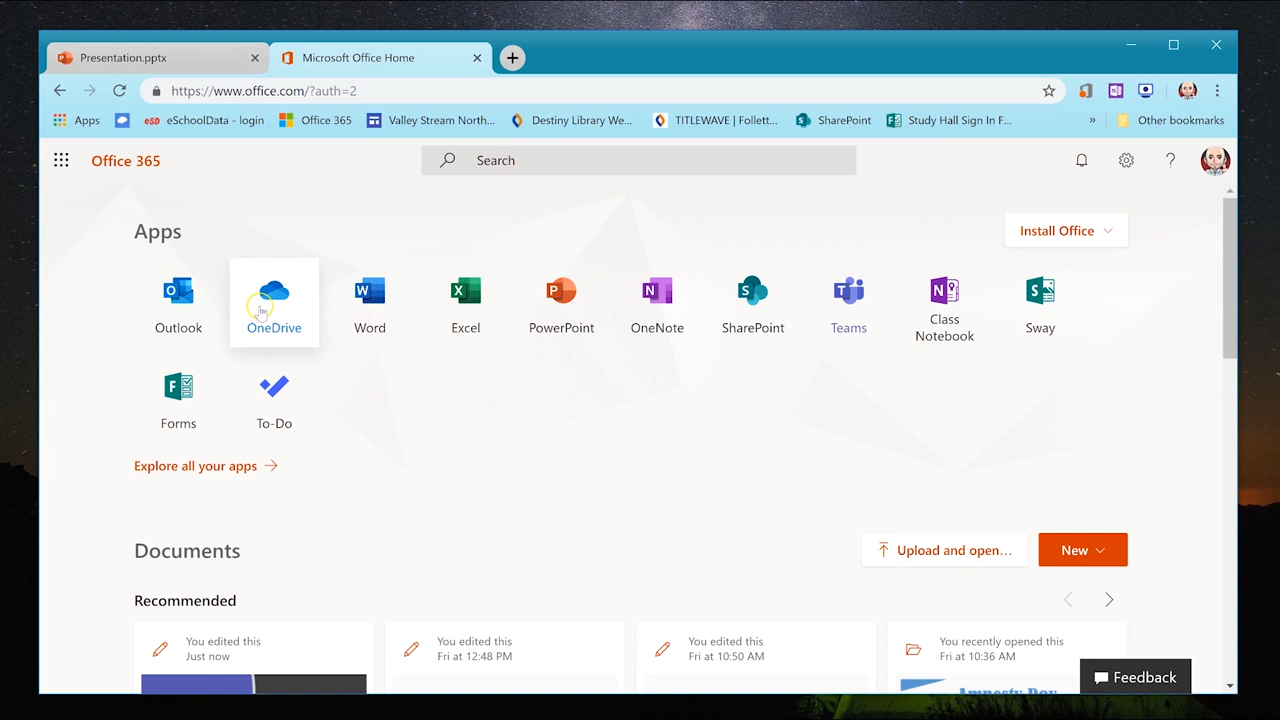 Presentation.pptx
Microsoft Office Home
https://www.office.com/?auth=2
Apps
eSD
eSchoolData - login
Office 365
Valley Stream North...
Destiny Library We...
TITLEWAVE | Follett...
SharePoint
Study Hall Sign In F...
»
Other bookmarks
Office 365
Search
Apps
Install Office
Outlook
OneDrive
Word
Excel
PowerPoint
OneNote
SharePoint
Teams
Class
Notebook
Sway
Forms
To-Do
Explore all your apps
Documents
Upload and open...
New
Recommended
You edited this
Just now
You edited this
Fri at 12:48 PM
You edited this
Fri at 10:50 AM
You recently opened this
Fri at 10:36 AM
Amnesty Day
Feedback